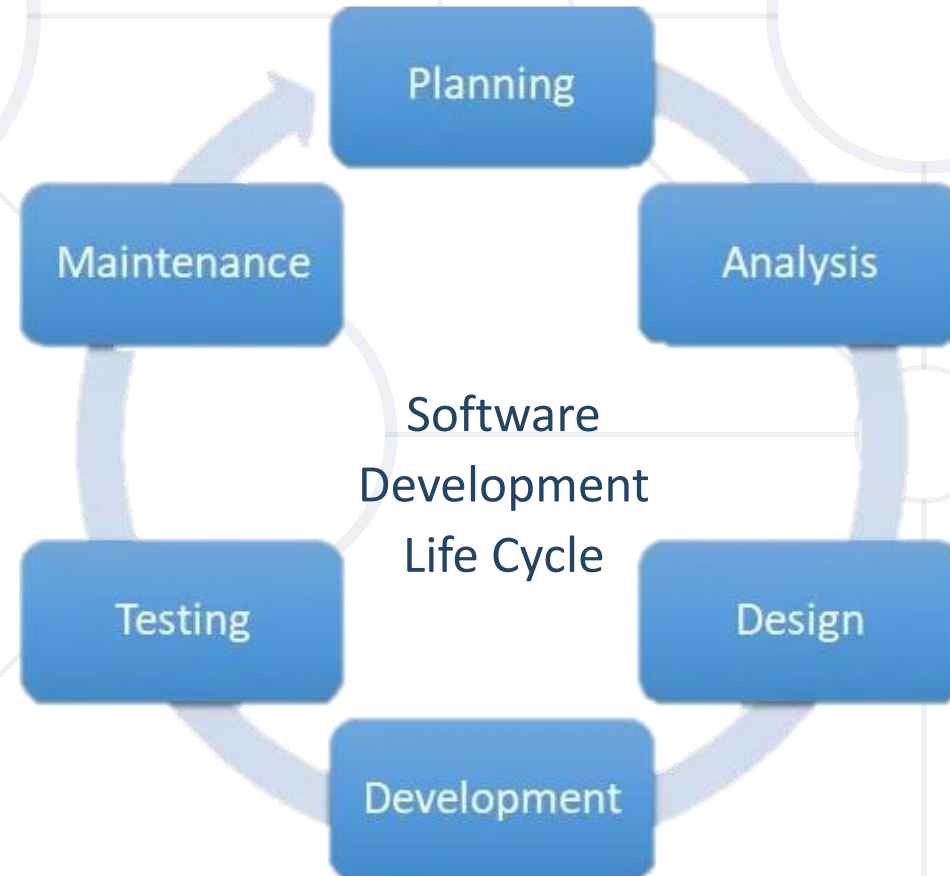 Planning
Maintenance
Analysis
Software
Development
Life Cycle
Testing
Design
Development